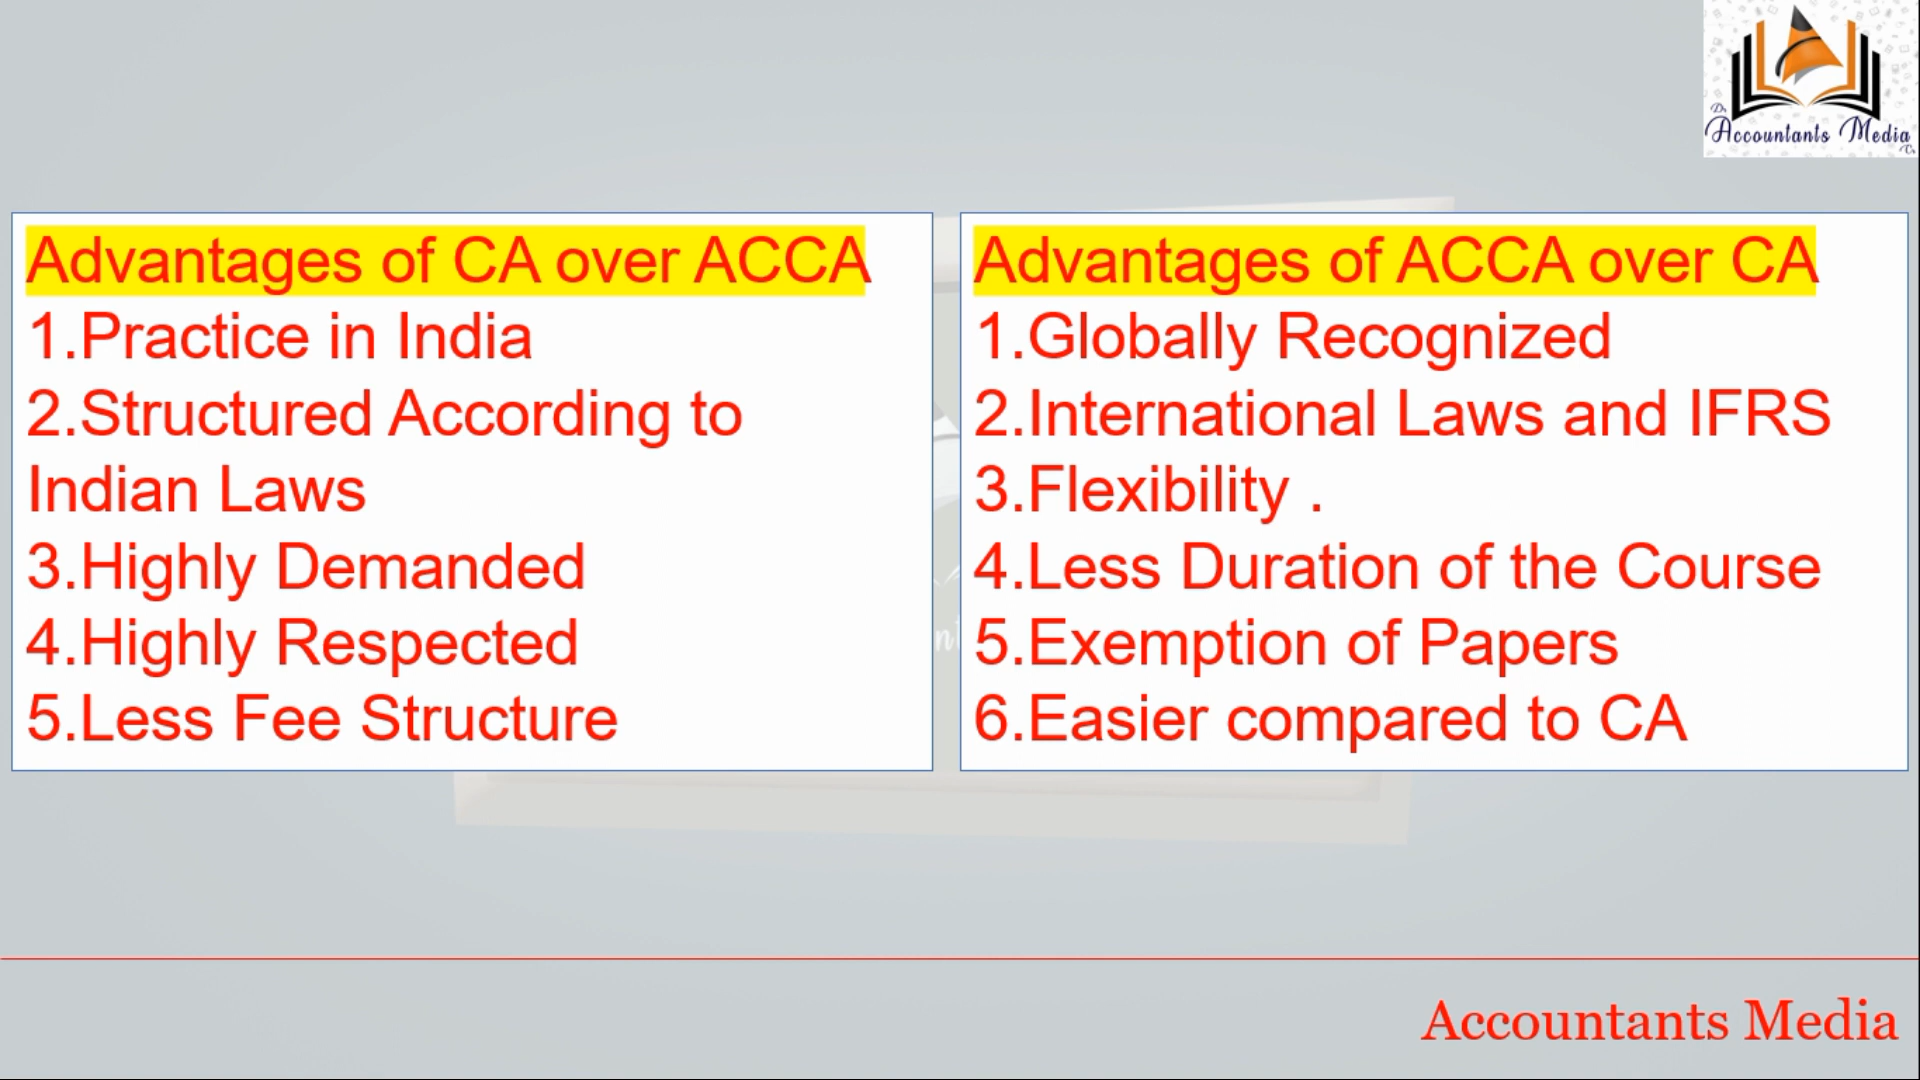 Dr
Accountants Media
Cr
Advantages of CA over ACCA
1.Practice in India
2.Structured According to
Indian Laws
3.Highly Demanded
4.Highly Respected
5.Less Fee Structure
Advantages of ACCA over CA
1.Globally Recognized
2.International Laws and IFRS
3.Flexibility .
4.Less Duration of the Course
5.Exemption of Papers
6.Easier compared to CA
Accountants Media